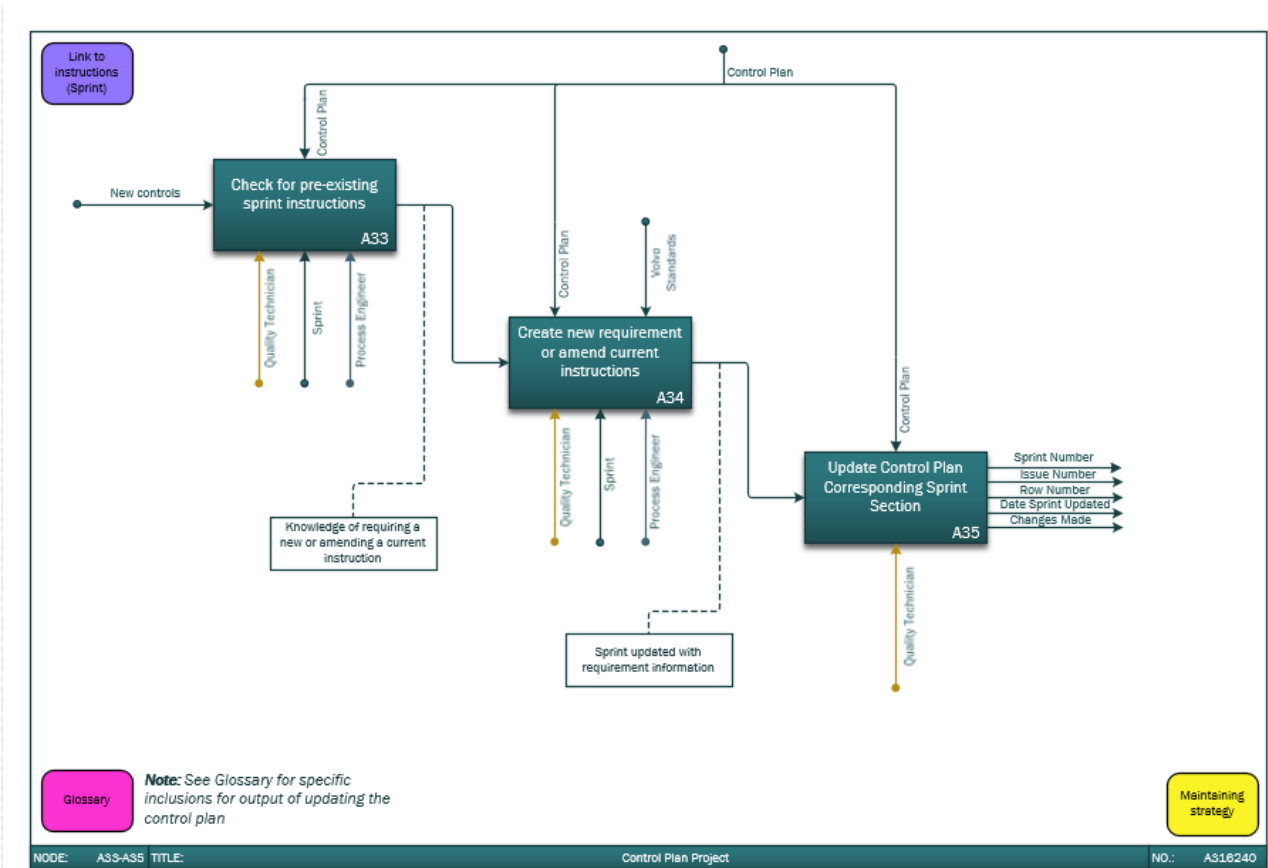 Link to
instructions
(Sprint)
Control Plan
Control Plan
New controls
Check for pre-existing
sprint instructions
A33
Quality Technician
Sprint
Process Engineer
Control Plan
Volvo
Standards
Create new requirement
or amend current
instructions
A34
Quality Technician
Sprint
Process Engineer
Knowledge of requiring a
new or amending a current
instruction
Control Plan
Update Control Plan
Corresponding Sprint
Section
A35
Sprint Number
Issue Number
Row Number
Date Sprint Updated
Changes Made
Quality Technician
Sprint updated with
requirement information
Glossary
Note: See Glossary for specific
inclusions for output of updating the
control plan
Maintaining
strategy
NODE: A33-A35 TITLE: Control Plan Project NO.: A316240